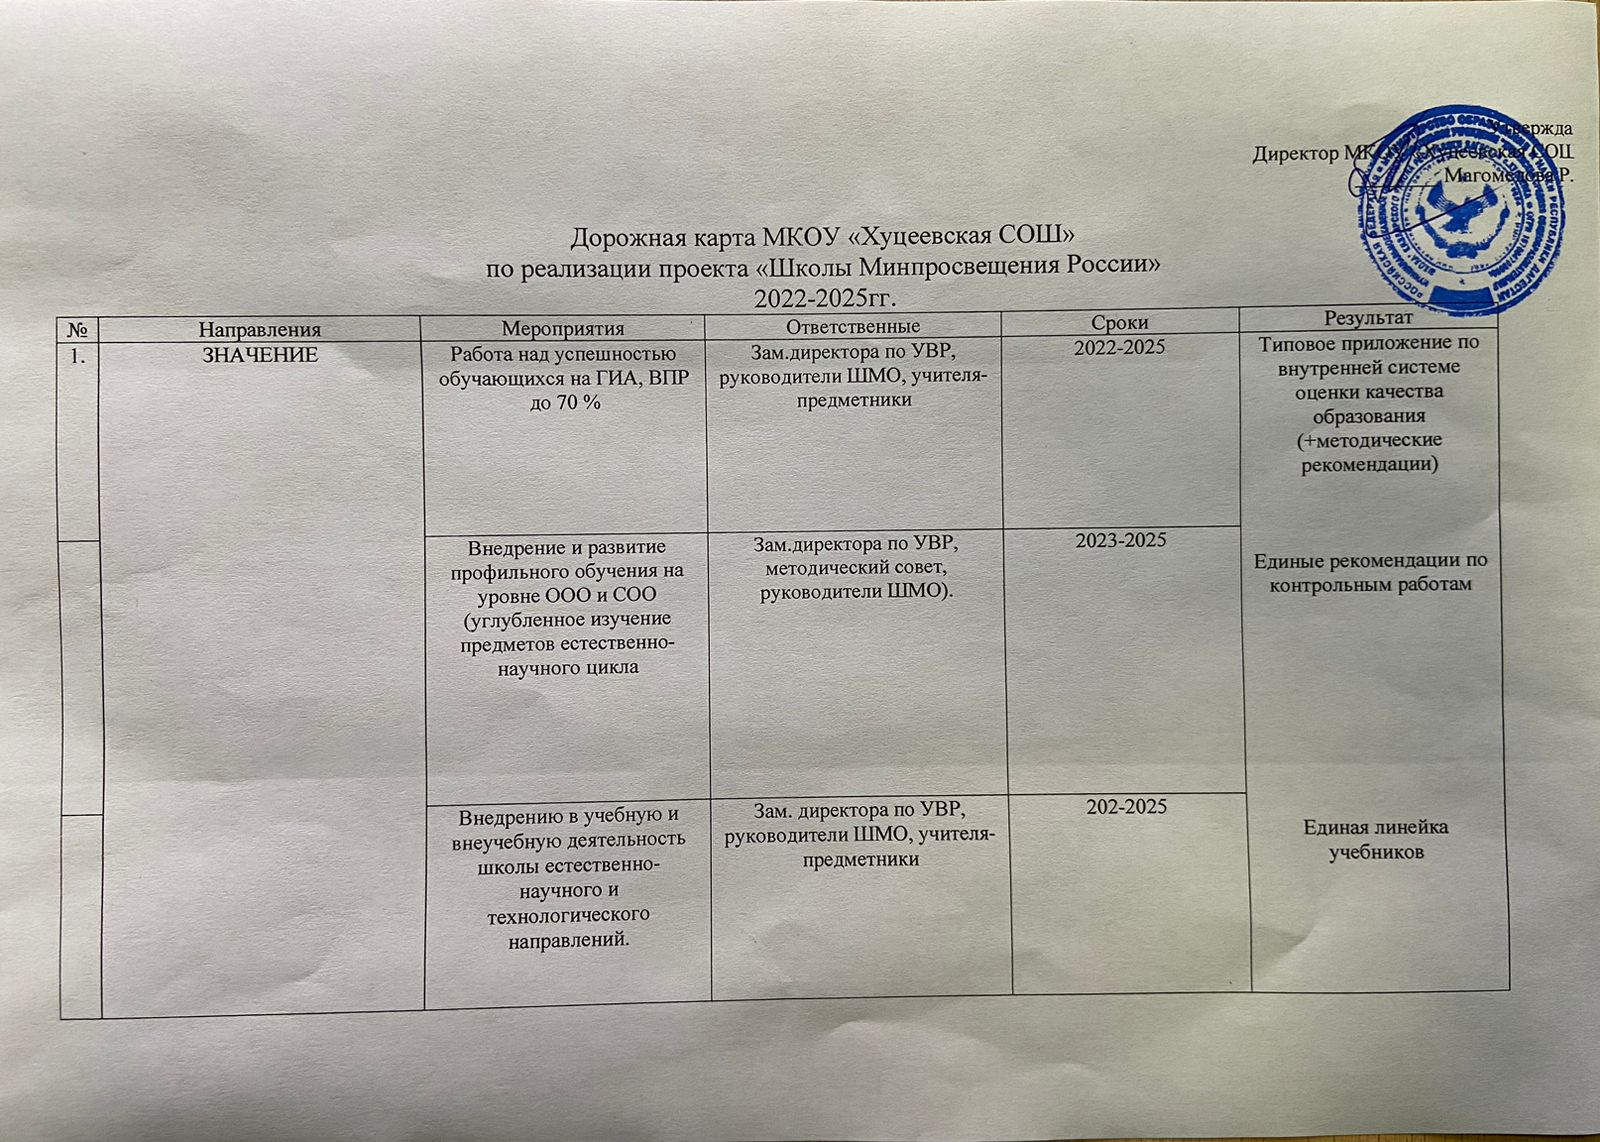 Утвержда
Директор МКОУ «Хуцеевская СОШ
Магомедова Р.
Дорожная карта МКОУ «Хуцеевская СОШ»
по реализации проекта «Школы Минпросвещения России»
2022-2025гг.
№ Направления Мероприятия Ответственные Сроки Результат
1. ЗНАЧЕНИЕ
Работа над успешностью
обучающихся на ГИА, ВПР
до 70 %
Зам.директора по УВР,
руководители ШМО, учителя-
предметники
2022-2025
Типовое приложение по
внутренней системе
оценки качества
образования
(+методические
рекомендации)
Внедрение и развитие
профильного обучения на
уровне ООО и СОО
(углубленное изучение
предметов естественно-
научного цикла
Зам.директора по УВР,
методический совет,
руководители ШМО).
2023-2025
Единые рекомендации по
контрольным работам
Внедрению в учебную и
внеучебную деятельность
школы естественно-
научного и
технологического
направлений.
Зам. директора по УВР,
руководители ШМО, учителя-
предметники
202-2025
Единая линейка
учебников